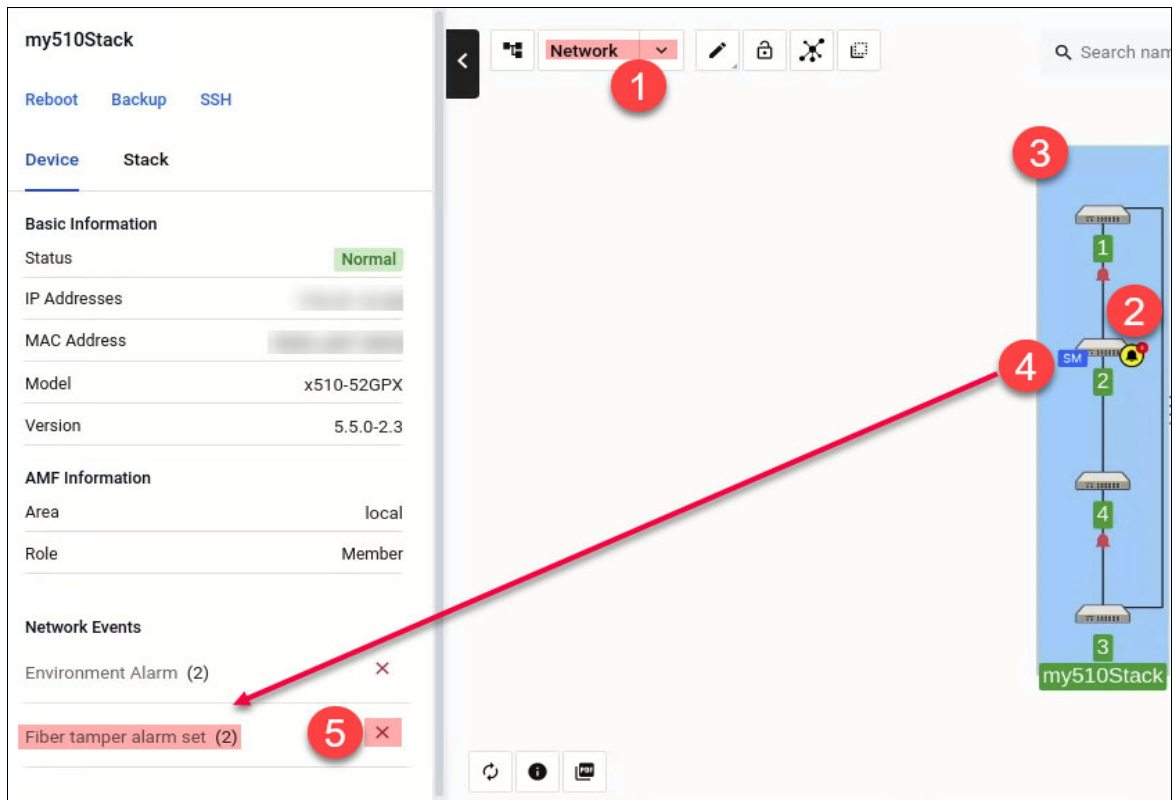 my510Stack
Reboot Backup SSH
Device Stack
Basic Information
Status Normal
IP Addresses
MAC Address
Model x510-52GPX
Version 5.5.0-2.3
AMF Information
Area local
Role Member
Network Events
Environment Alarm (2)
Fiber tamper alarm set (2)
5
Network
1
Search nam
3
1
2
4
SM
2
4
3
my510Stack
PDF